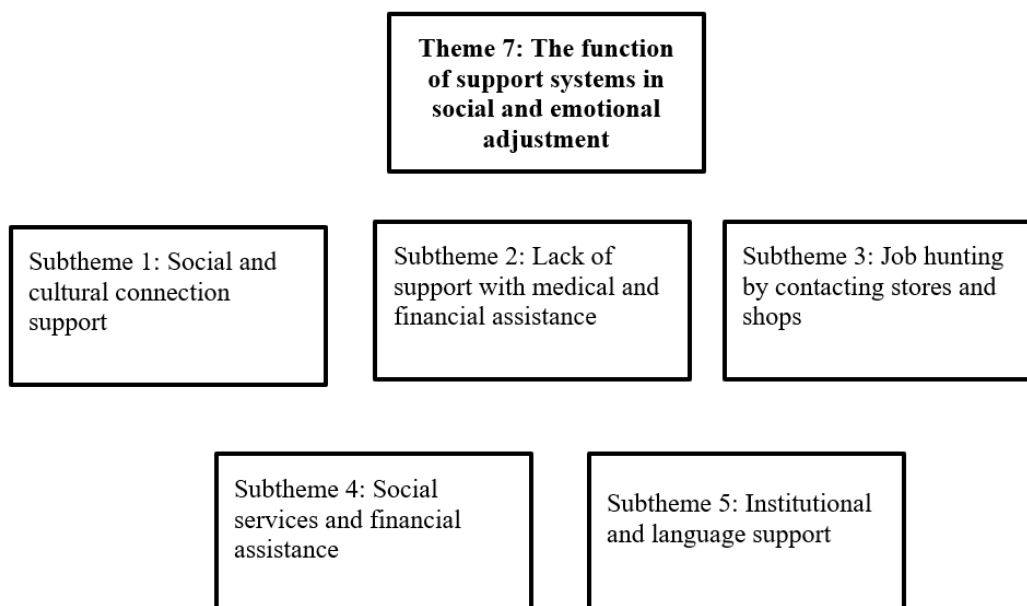 Theme 7: The function
of support systems in
social and emotional
adjustment
Subtheme 1: Social and
cultural connection
support
Subtheme 2: Lack of
support with medical and
financial assistance
Subtheme 3: Job hunting
by contacting stores and
shops
Subtheme 4: Social
services and financial
assistance
Subtheme 5: Institutional
and language support